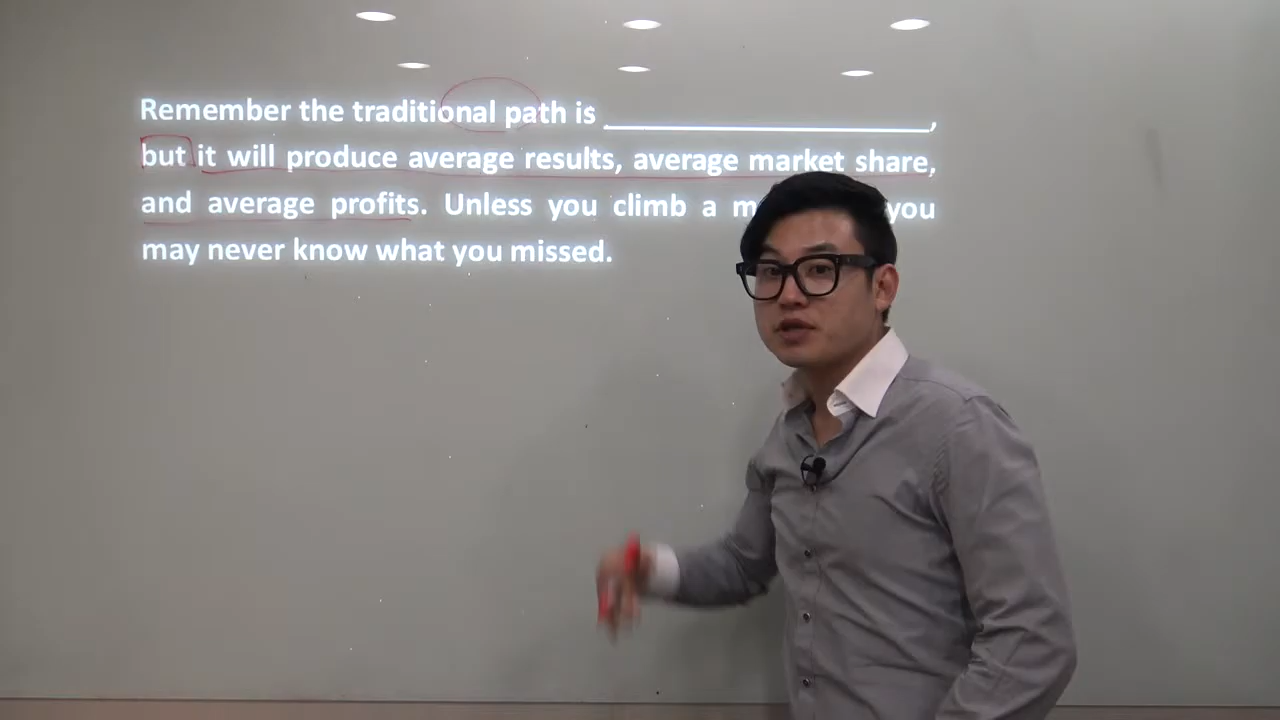 Remember the traditional path is ____________________,
but it will produce average results, average market share,
and average profits. Unless you climb a you
may never know what you missed.